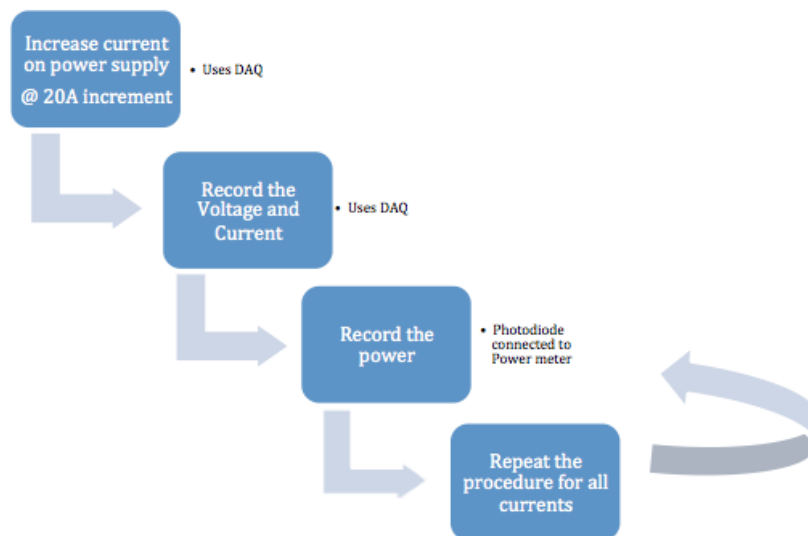 Increase current
on power supply
@ 20A increment
• Uses DAQ
Record the
Voltage and
Current
• Uses DAQ
Record the
power
• Photodiode
connected to
Power meter
Repeat the
procedure for all
currents